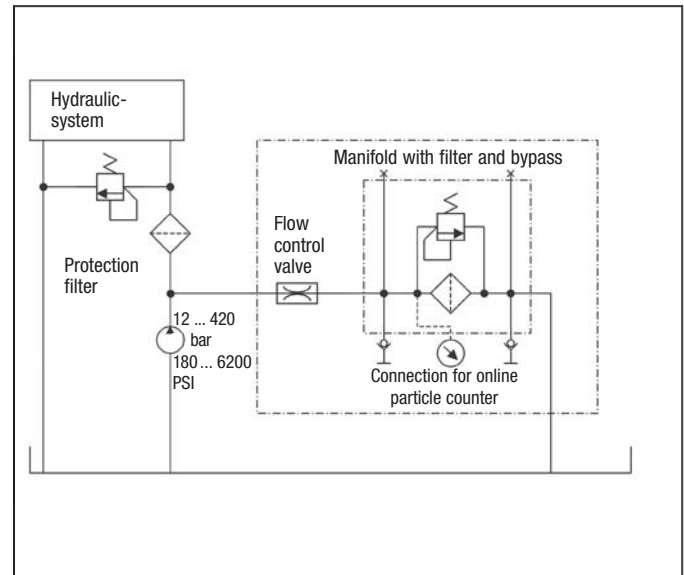 Hydraulic-
system
Manifold with filter and bypass
Flow
control
valve
Protection
filter
12 ... 420
bar
180 ... 6200
PSI
Connection for online
particle counter